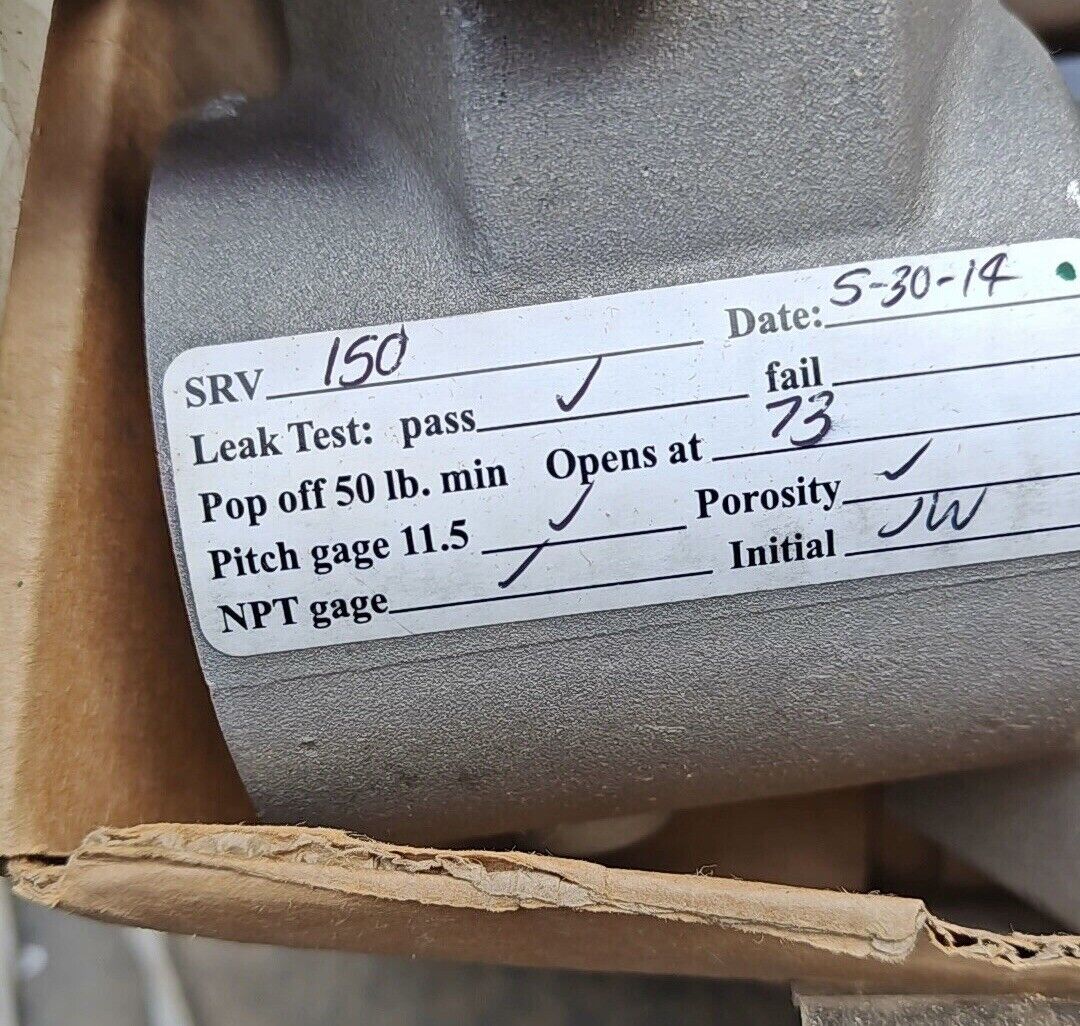 SRV 150 Date: 5-30-14
Leak Test: pass ✓ fail
Pop off 50 lb. min Opens at 73
Pitch gage 11.5 ✓ Porosity ✓
NPT gage ✓ Initial JW